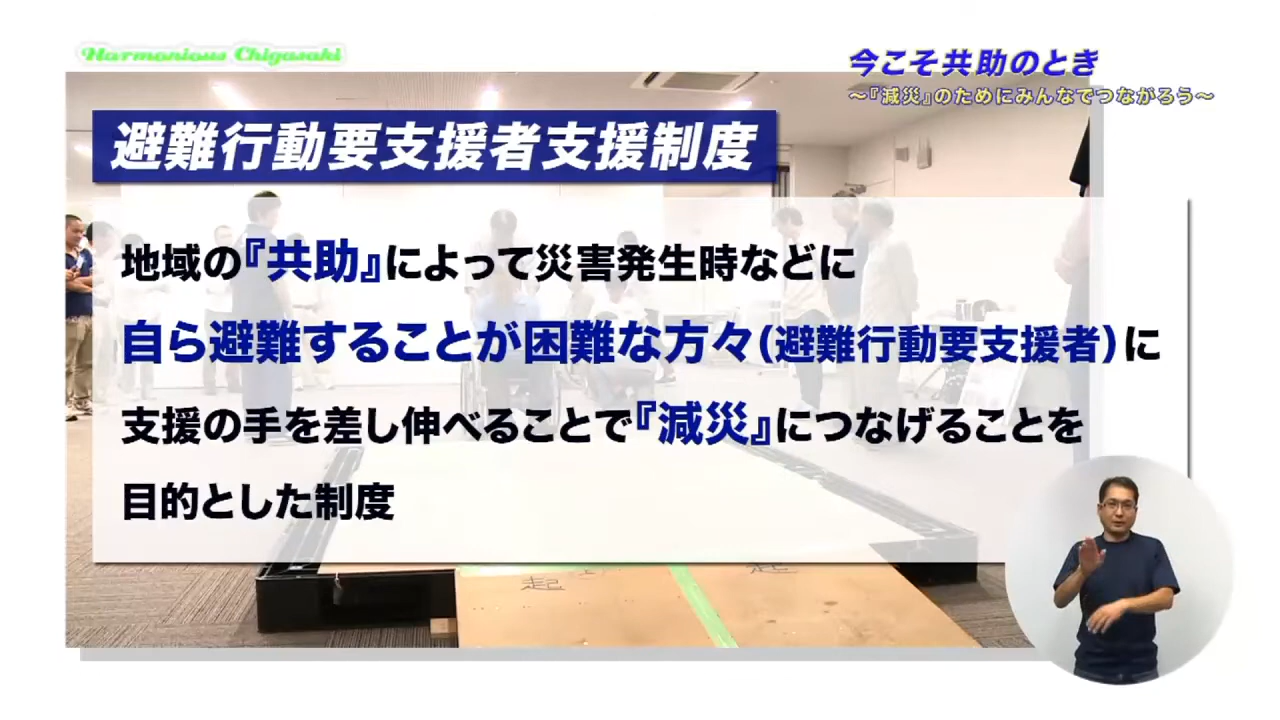 Harmonious Chigasaki
今こそ共助のとき
～『減災』のためにみんなでつながろう～
避難行動要支援者支援制度
地域の『共助』によって災害発生時などに
自ら避難することが困難な方々（避難行動要支援者）に
支援の手を差し伸べることで『減災』につなげることを
目的とした制度
起
起